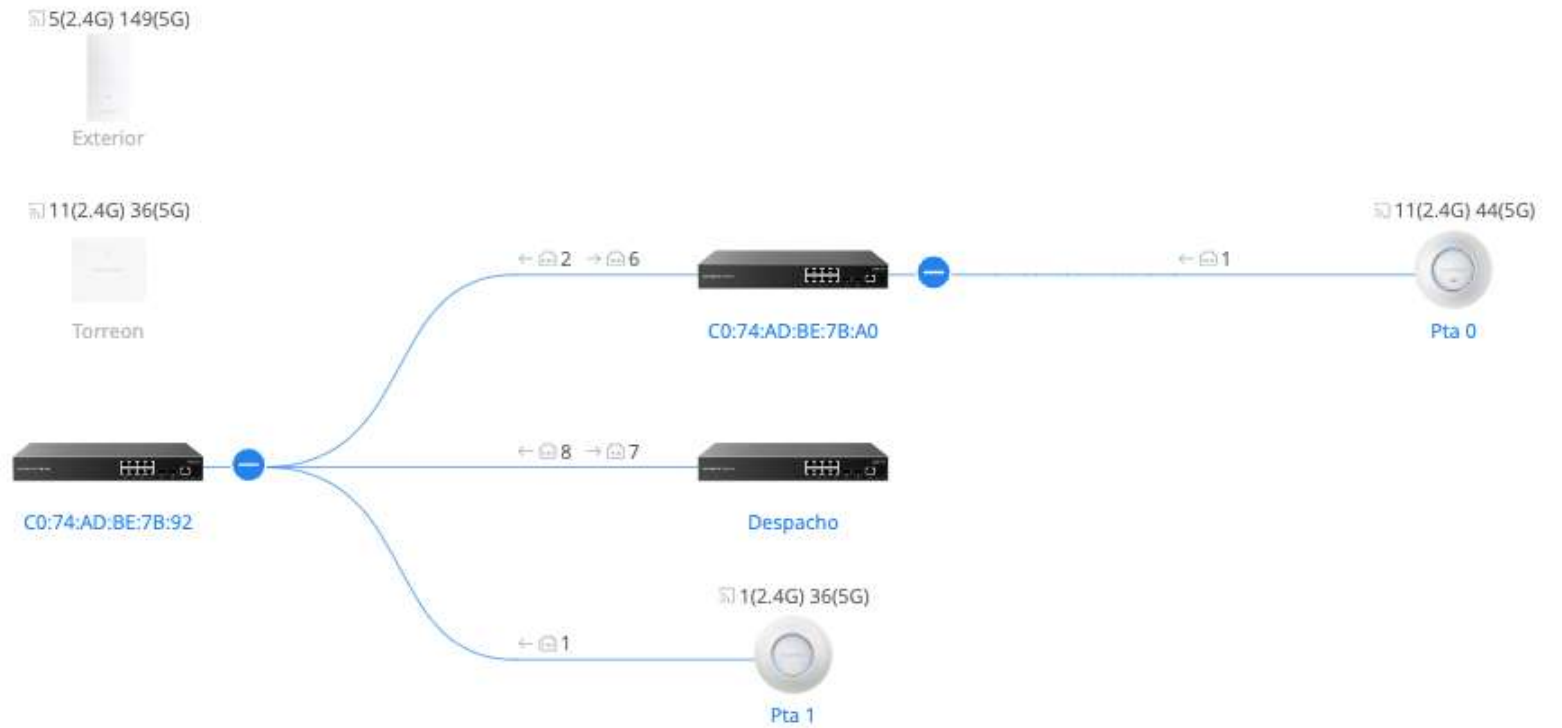 5(2.4G) 149(5G)
Exterior
11(2.4G) 36(5G)
Torreon
11(2.4G) 44(5G)
← 2 → 6
← 1
C0:74:AD:BE:7B:A0
Pta 0
← 8 → 7
C0:74:AD:BE:7B:92
Despacho
1(2.4G) 36(5G)
← 1
Pta 1